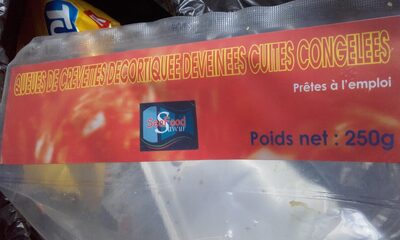 QUEUES DE CREVETTES DECORTIQUEE DEVEINEES CUITES CONGELEES
Prêtes à l'emploi
SeaFood
Poids net : 250g